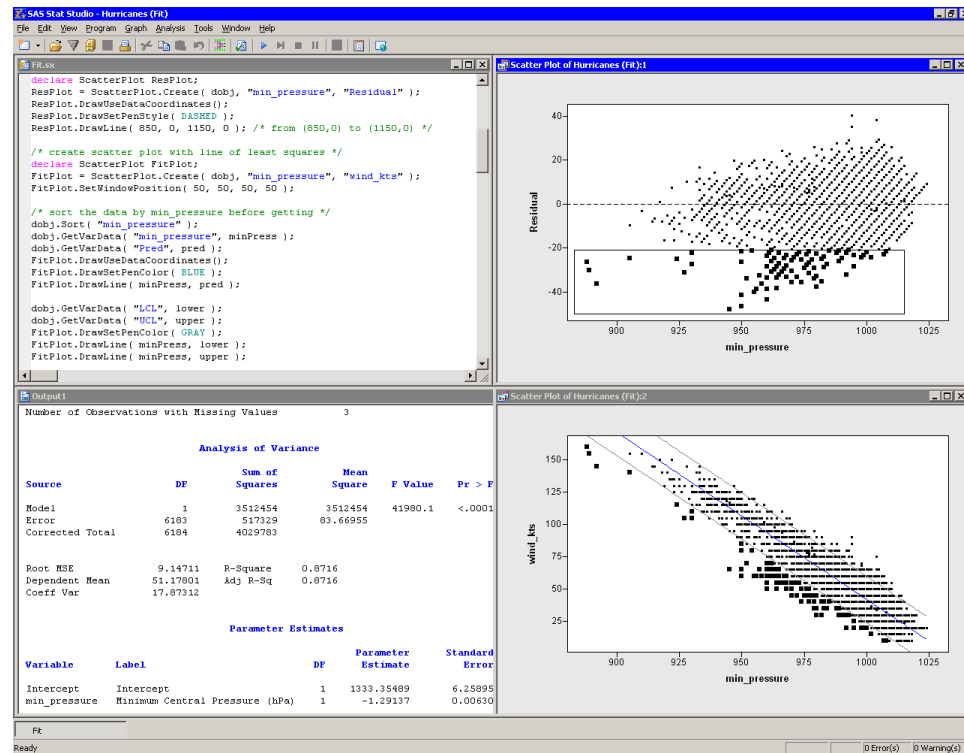 SAS Stat Studio - Hurricanes (Fit)
File Edit View Program Graph Analysis Tools Window Help
Fit.sx
declare ScatterPlot ResPlot;
ResPlot = ScatterPlot.Create( dobj, "min_pressure", "Residual" );
ResPlot.DrawUseDataCoordinates();
ResPlot.DrawSetPenStyle( DASHED );
ResPlot.DrawLine( 850, 0, 1150, 0 ); /* from (850,0) to (1150,0) */
/* create scatter plot with line of least squares */
declare ScatterPlot FitPlot;
FitPlot = ScatterPlot.Create( dobj, "min_pressure", "wind_kts" );
FitPlot.SetWindowPosition( 50, 50, 50, 50 );
/* sort the data by min_pressure before getting */
dobj.Sort( "min_pressure" );
dobj.GetVarData( "min_pressure", minPress );
dobj.GetVarData( "Pred", pred );
FitPlot.DrawUseDataCoordinates();
FitPlot.DrawSetPenColor( BLUE );
FitPlot.DrawLine( minPress, pred );
dobj.GetVarData( "LCL", lower );
dobj.GetVarData( "UCL", upper );
FitPlot.DrawSetPenColor( GRAY );
FitPlot.DrawLine( minPress, lower );
FitPlot.DrawLine( minPress, upper );
Scatter Plot of Hurricanes (Fit):1
40
20
0
-20
-40
Residual
900 925 950 975 1000 1025
min_pressure
Output1
Number of Observations with Missing Values 3
Analysis of Variance
Sum of Mean
Source DF Squares Square F Value Pr > F
Model 1 3512454 3512454 41980.1 <.0001
Error 6183 517329 83.66955
Corrected Total 6184 4029783
Root MSE 9.14711 R-Square 0.8716
Dependent Mean 51.17801 Adj R-Sq 0.8716
Coeff Var 17.87312
Parameter Estimates
Parameter Standard
Variable Label DF Estimate Error
Intercept Intercept 1 1333.35489 6.25895
min_pressure Minimum Central Pressure (hPa) 1 -1.29137 0.00630
Scatter Plot of Hurricanes (Fit):2
150
125
100
75
50
25
wind_kts
900 925 950 975 1000 1025
min_pressure
Fit
Ready 0 Error(s) 0 Warning(s)